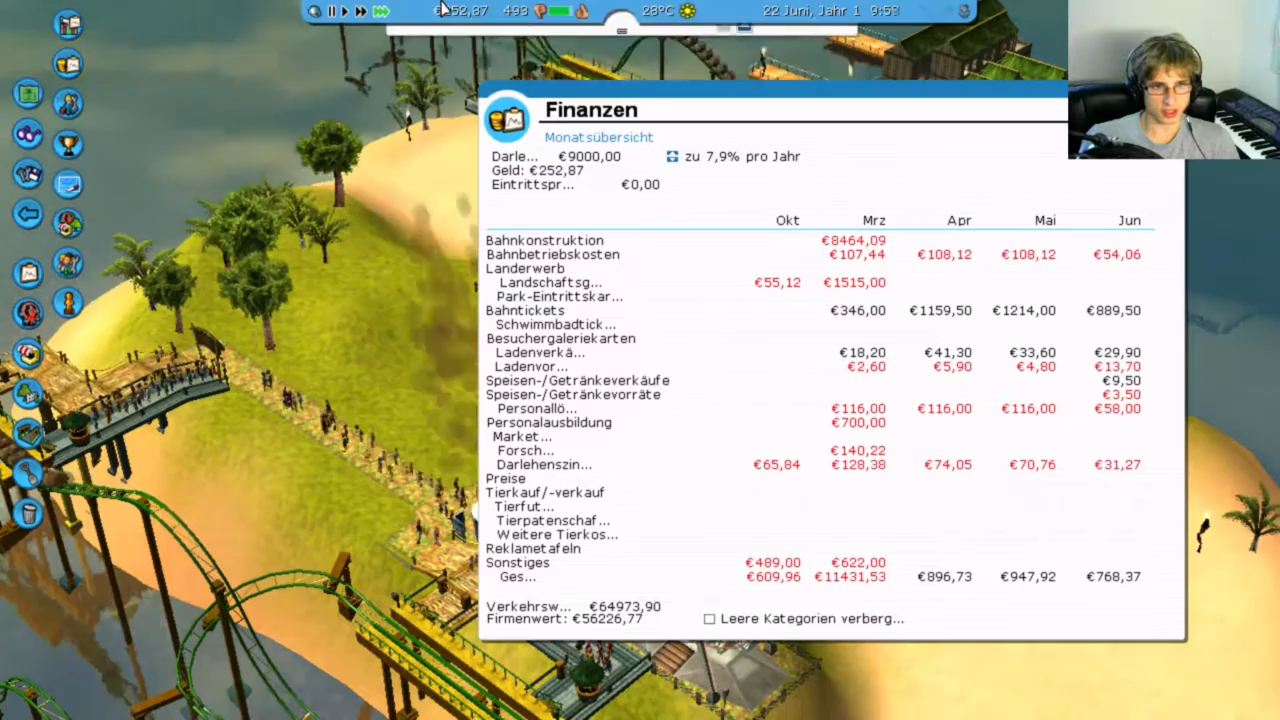 €252,87 493 28°C 22 Juni, Jahr 1 9:53
Finanzen
Monatsübersicht
Darle... €9000,00 zu 7,9% pro Jahr
Geld: €252,87
Eintrittspr... €0,00
Okt Mrz Apr Mai Jun
Bahnkonstruktion €8464,09
Bahnbetriebskosten €107,44 €108,12 €108,12 €54,06
Landerwerb
Landschaftsg... €55,12 €1515,00
Park-Eintrittskar...
Bahntickets €346,00 €1159,50 €1214,00 €889,50
Schwimmbadtick...
Besuchergaleriekarten
Ladenverkä... €18,20 €41,30 €33,60 €29,90
Ladenvor... €2,60 €5,90 €4,80 €13,70
Speisen-/Getränkeverkäufe €9,50
Speisen-/Getränkevorräte €3,50
Personallö... €116,00 €116,00 €116,00 €58,00
Personalausbildung €700,00
Market...
Forsch... €140,22
Darlehenszin... €65,84 €128,38 €74,05 €70,76 €31,27
Preise
Tierkauf/-verkauf
Tierfut...
Tierpatenschaf...
Weitere Tierkos...
Reklametafeln
Sonstiges €489,00 €622,00
Ges... €609,96 €11431,53 €896,73 €947,92 €768,37
Verkehrsw... €64973,90
Firmenwert: €56226,77
Leere Kategorien verberg...